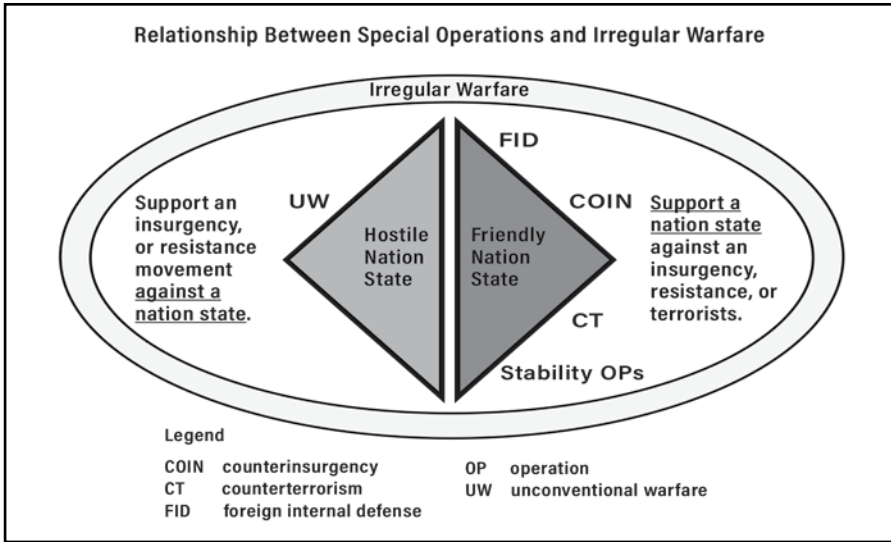 Relationship Between Special Operations and Irregular Warfare
Irregular Warfare
FID
UW
COIN
Support an
insurgency,
or resistance
movement
against a
nation state.
Hostile
Nation
State
Friendly
Nation
State
Support a
nation state
against an
insurgency,
resistance, or
terrorists.
CT
Stability OPs
Legend
COIN counterinsurgency
CT counterterrorism
FID foreign internal defense
OP operation
UW unconventional warfare